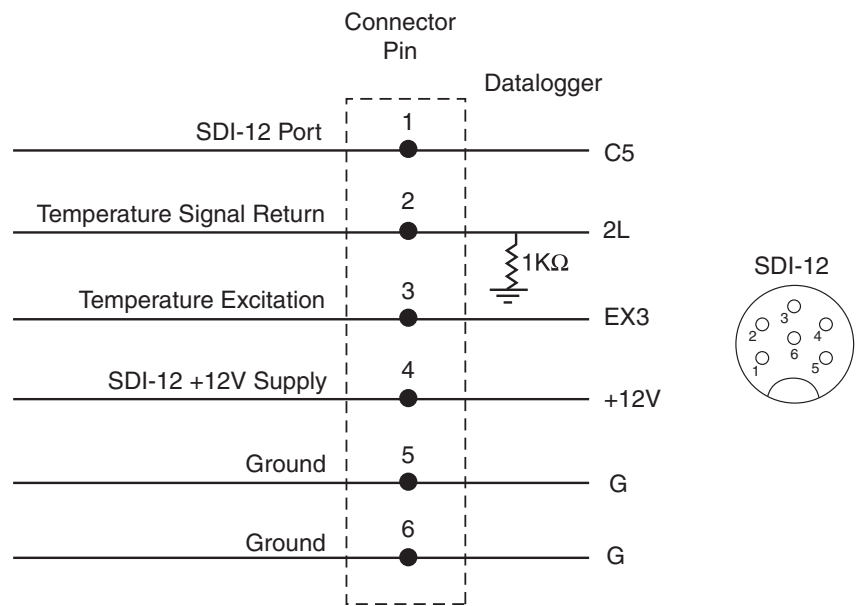 Connector
Pin
Datalogger
SDI-12 Port
1
C5
Temperature Signal Return
2
2L
1KΩ
Temperature Excitation
3
EX3
SDI-12 +12V Supply
4
+12V
Ground
5
G
Ground
6
G
SDI-12
3
2
4
6
1
5